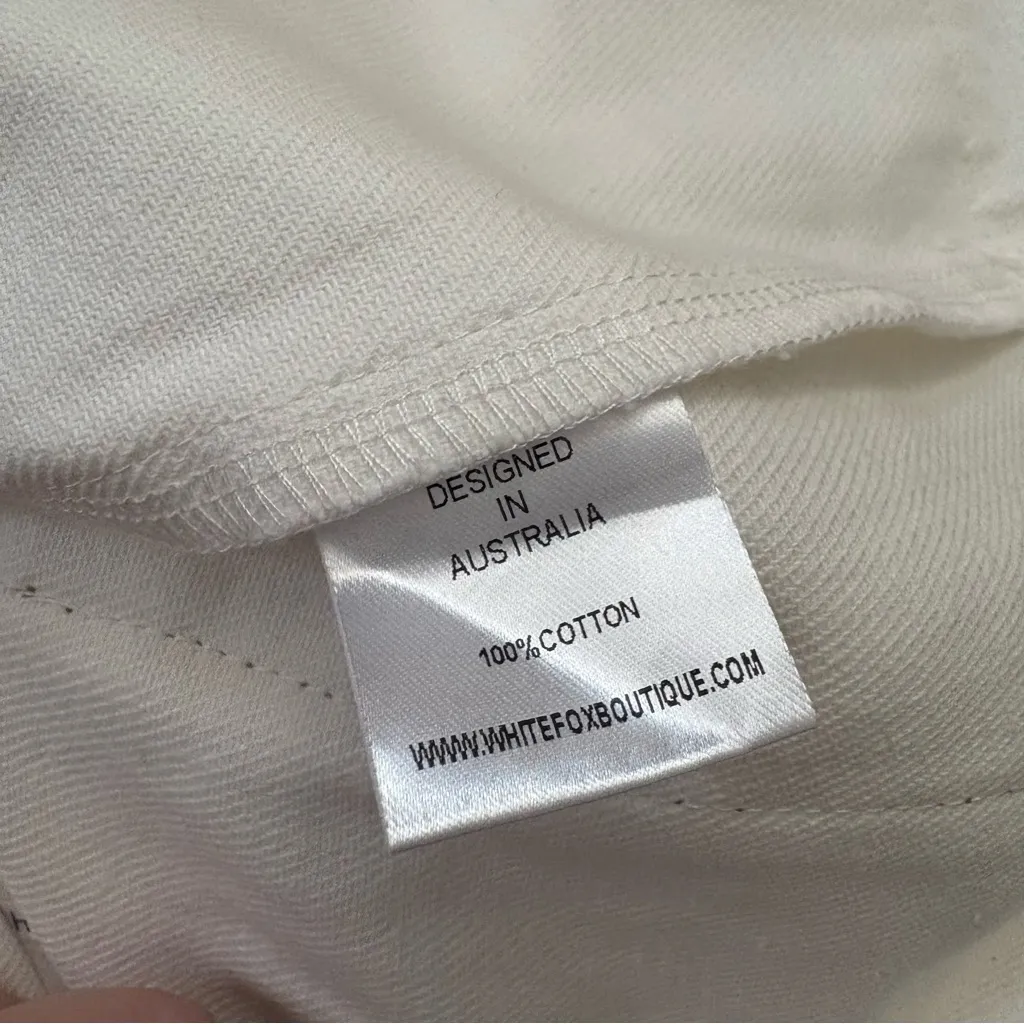 DESIGNED
IN
AUSTRALIA
100%COTTON
WWW.WHITEFOXBOUTIQUE.COM